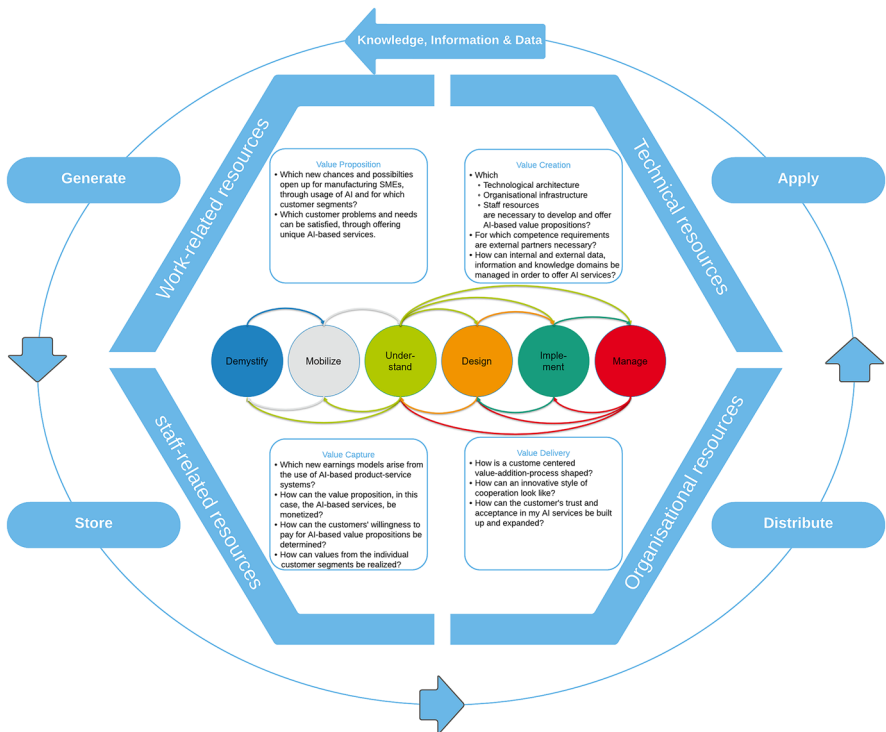 Knowledge, Information & Data
Generate
Apply
Work-related resources
Technical resources
Value Proposition
• Which new chances and possibilties
open up for manufacturing SMEs,
through usage of AI and for which
customer segments?
• Which customer problems and needs
can be satisfied, through offering
unique AI-based services.
Value Creation
• Which
• Technological architecture
• Organisational infrastructure
• Staff resources
are necessary to develop and offer
AI-based value propositions?
• For which competence requirements
are external partners necessary?
• How can internal and external data,
information and knowledge domains be
managed in order to offer AI services?
Demystify
Mobilize
Under-
stand
Design
Imple-
ment
Manage
Value Capture
• Which new earnings models arise from
the use of AI-based product-service
systems?
• How can the value proposition, in this
case, the AI-based services, be
monetized?
• How can the customers' willingness to
pay for AI-based value propositions be
determined?
• How can values from the individual
customer segments be realized?
Value Delivery
• How is a custome centered
value-addition-process shaped?
• How can an innovative style of
cooperation look like?
• How can the customer's trust and
acceptance in my AI services be built
up and expanded?
staff-related resources
Organisational resources
Store
Distribute